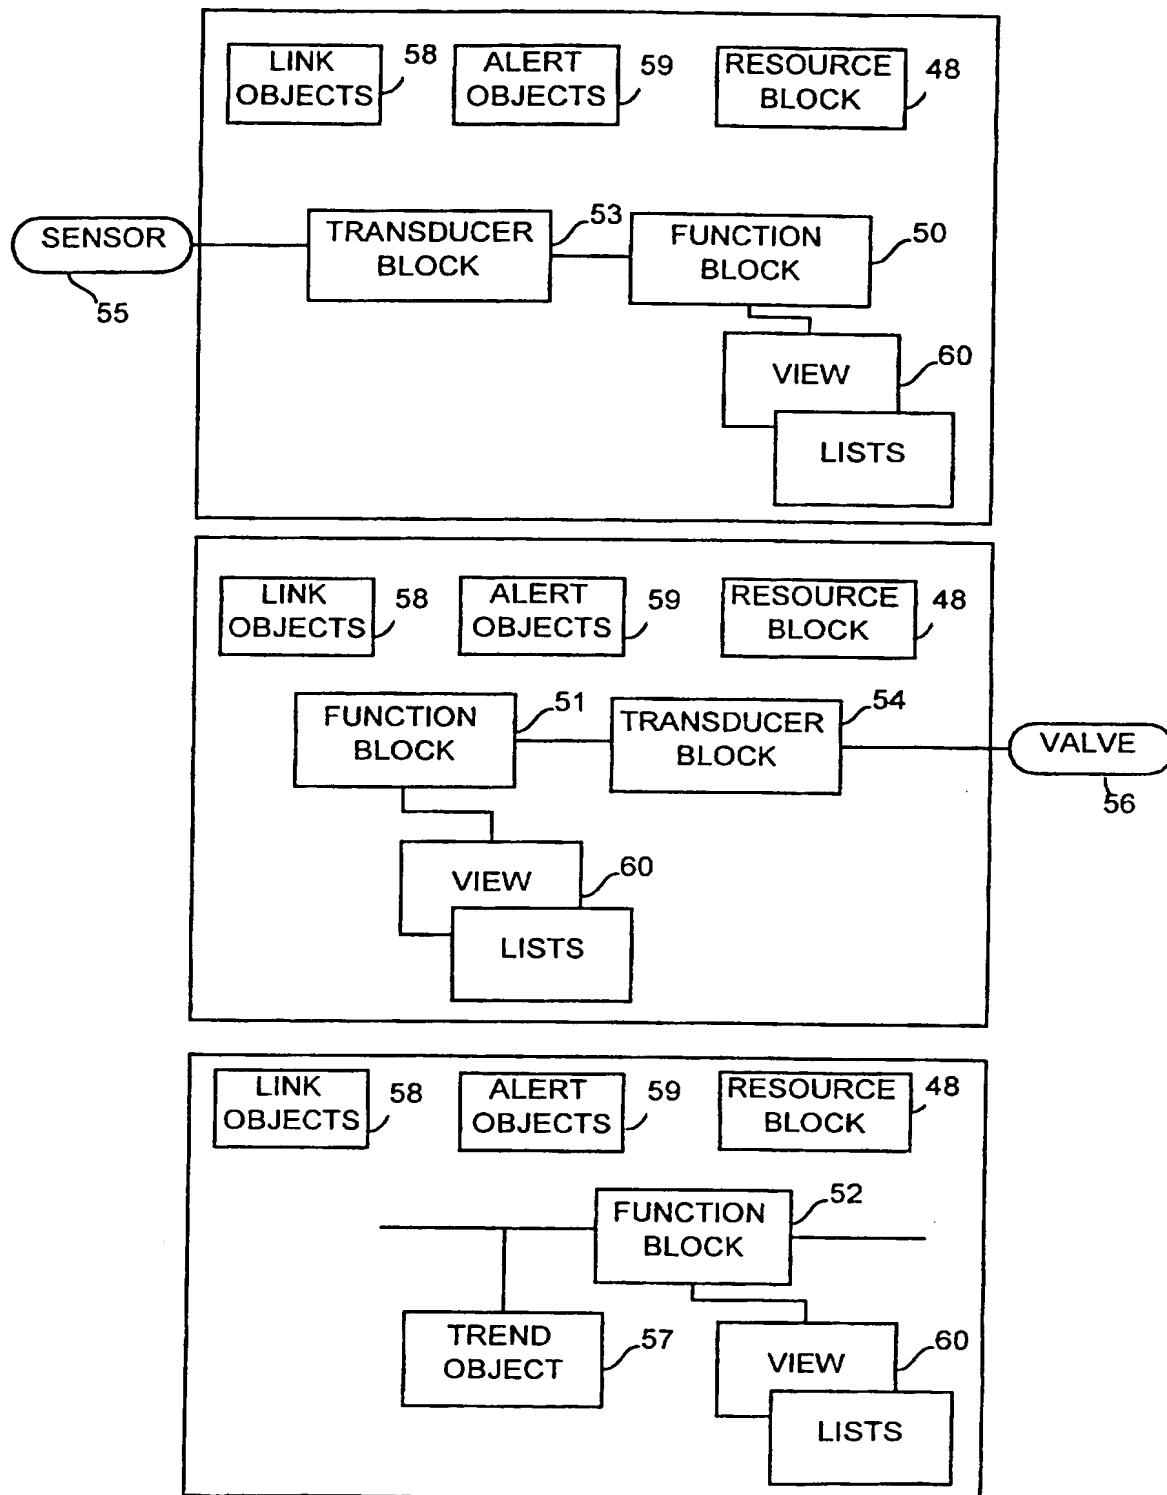 LINK
OBJECTS
58
ALERT
OBJECTS
59
RESOURCE
BLOCK
48
SENSOR
55
TRANSDUCER
BLOCK
53
FUNCTION
BLOCK
50
VIEW
60
LISTS
LINK
OBJECTS
58
ALERT
OBJECTS
59
RESOURCE
BLOCK
48
FUNCTION
BLOCK
51
TRANSDUCER
BLOCK
54
VALVE
56
VIEW
60
LISTS
LINK
OBJECTS
58
ALERT
OBJECTS
59
RESOURCE
BLOCK
48
FUNCTION
BLOCK
52
TREND
OBJECT
57
VIEW
60
LISTS